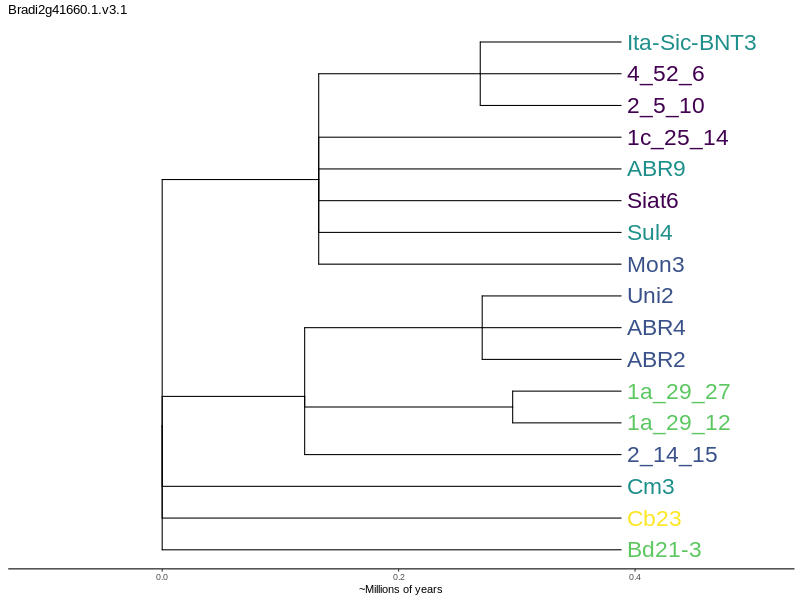 Bradi2g41660.1.v3.1
Ita-Sic-BNT3
4_52_6
2_5_10
1c_25_14
ABR9
Siat6
Sul4
Mon3
Uni2
ABR4
ABR2
1a_29_27
1a_29_12
2_14_15
Cm3
Cb23
Bd21-3
0.0 0.2 0.4
~Millions of years